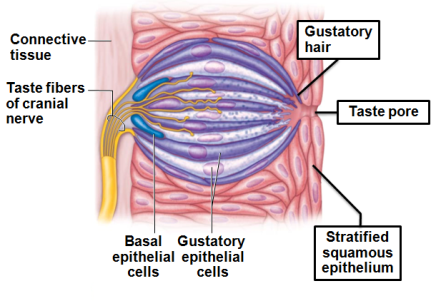 Connective
tissue
Taste fibers
of cranial
nerve
Basal
epithelial
cells
Gustatory
epithelial
cells
Gustatory
hair
Taste pore
Stratified
squamous
epithelium